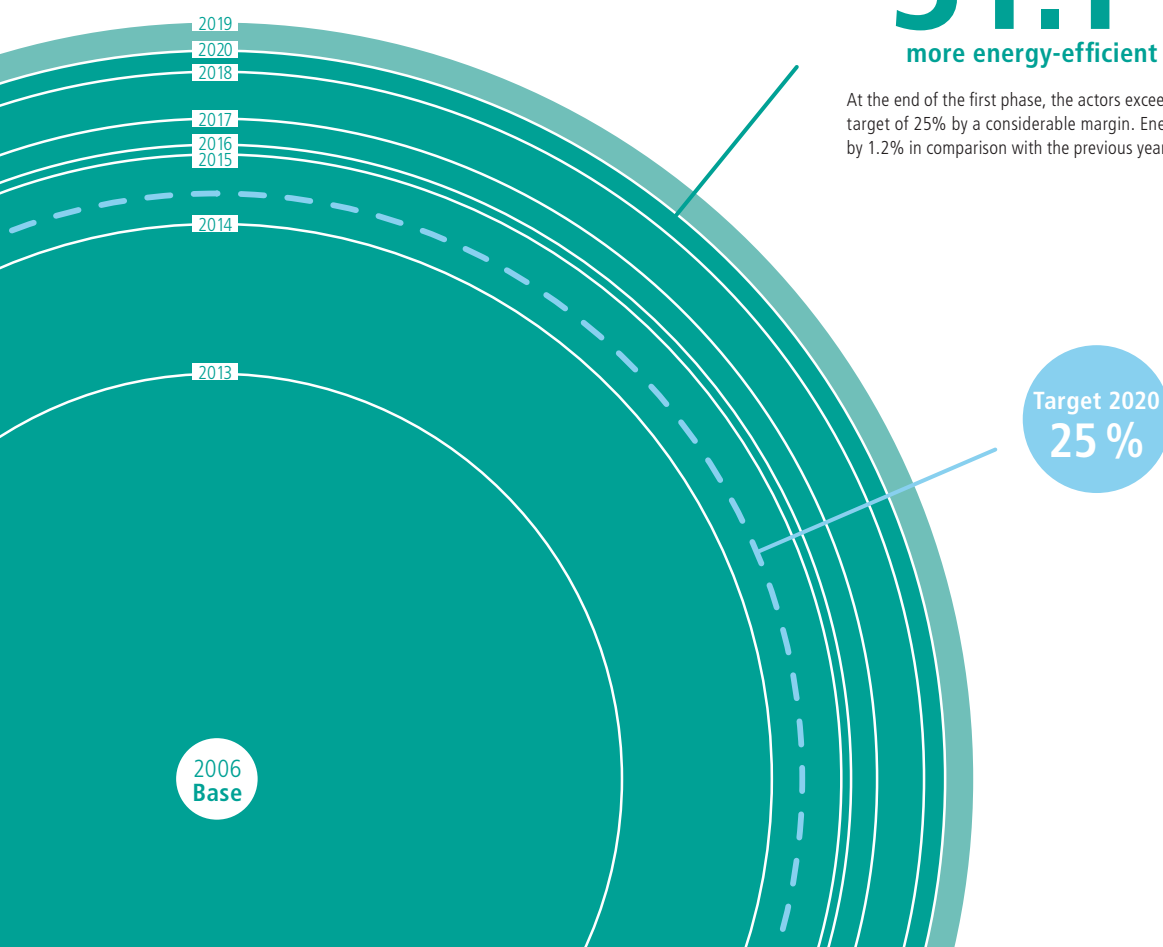 2019
2020
2018
2017
2016
2015
2014
2013
2006
Base
more energy-efficient
At the end of the first phase, the actors excee
target of 25% by a considerable margin. Ene
by 1.2% in comparison with the previous year
Target 2020
25 %